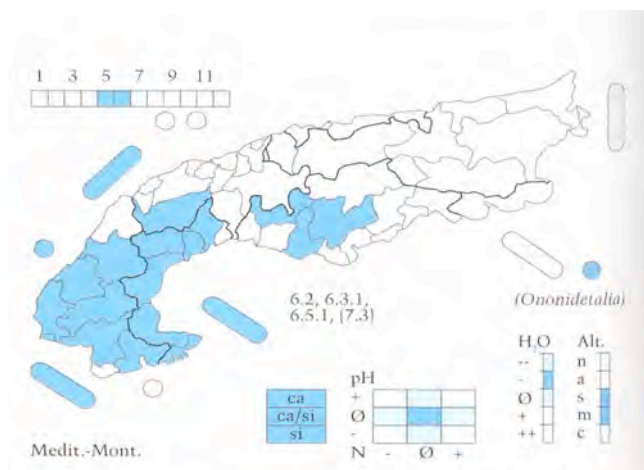 1 3 5 7 9 11
6.2, 6.3.1,
6.5.1, (7.3)
(Ononidetalia)
H₂O Alt.
-- n
- a
Ø s
+ m
++ c
pH
ca +
ca/si Ø
si -
N - Ø +
Medit.-Mont.